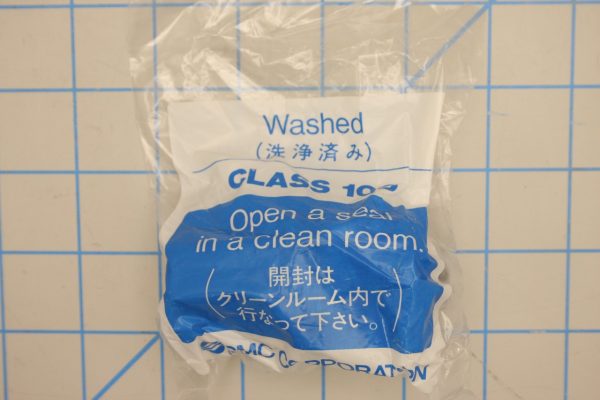 Washed
(洗浄済み)
CLASS 100
Open a seal
in a clean room.
(開封は
クリーンルーム内で
行なって下さい。)
SMC CORPORATION